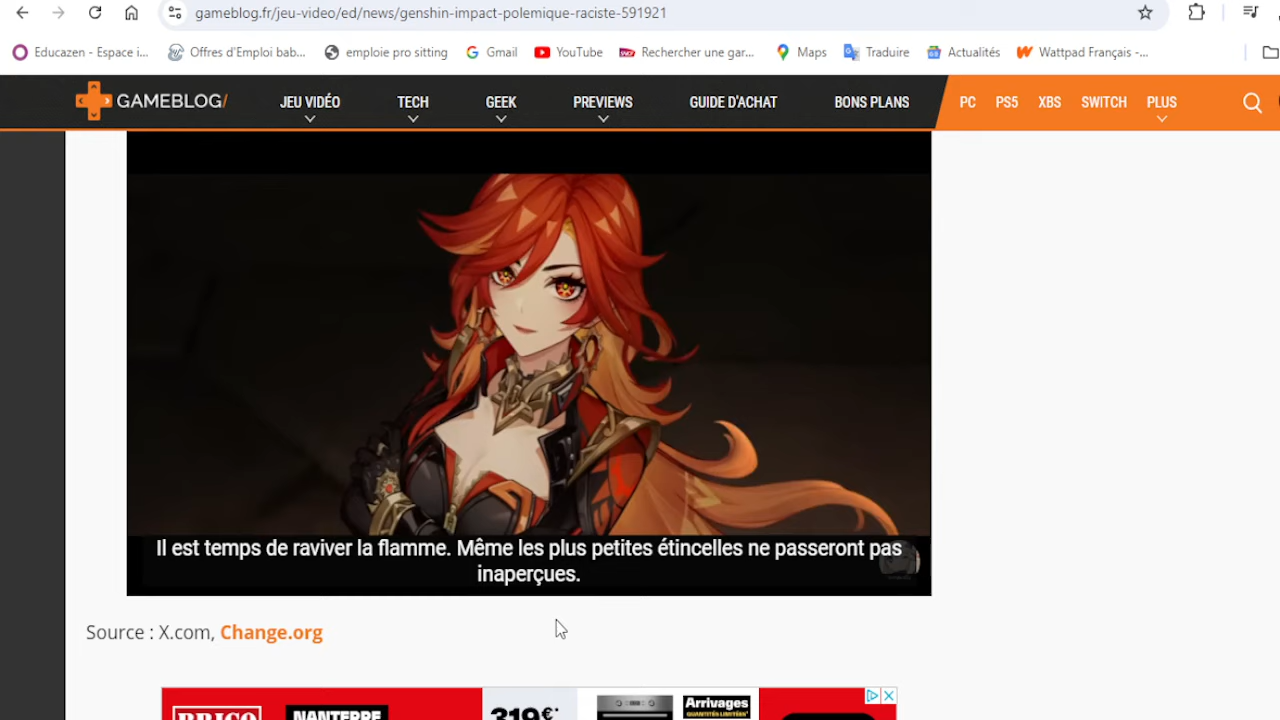 gameblog.fr/jeu-video/ed/news/genshin-impact-polemique-raciste-591921
Educazen - Espace i... Offres d'Emploi bab... emploie pro sitting Gmail YouTube Rechercher une gar... Maps Traduire Actualités Wattpad Français -...
GAMEBLOG/ JEU VIDÉO TECH GEEK PREVIEWS GUIDE D'ACHAT BONS PLANS PC PS5 XBS SWITCH PLUS
Il est temps de raviver la flamme. Même les plus petites étincelles ne passeront pas
inaperçues.
Source : X.com, Change.org
BRICO NANTERRE 319€* Arrivages
QUANTITÉS LIMITÉES*